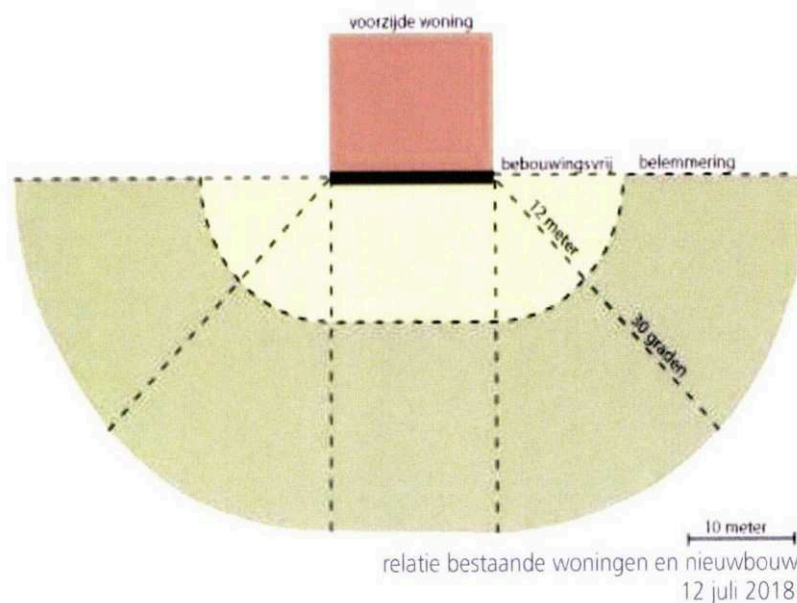 voorzijde woning
bebouwingsvrij
belemmering
12 meter
30 graden
10 meter
relatie bestaande woningen en nieuwbouw
12 juli 2018